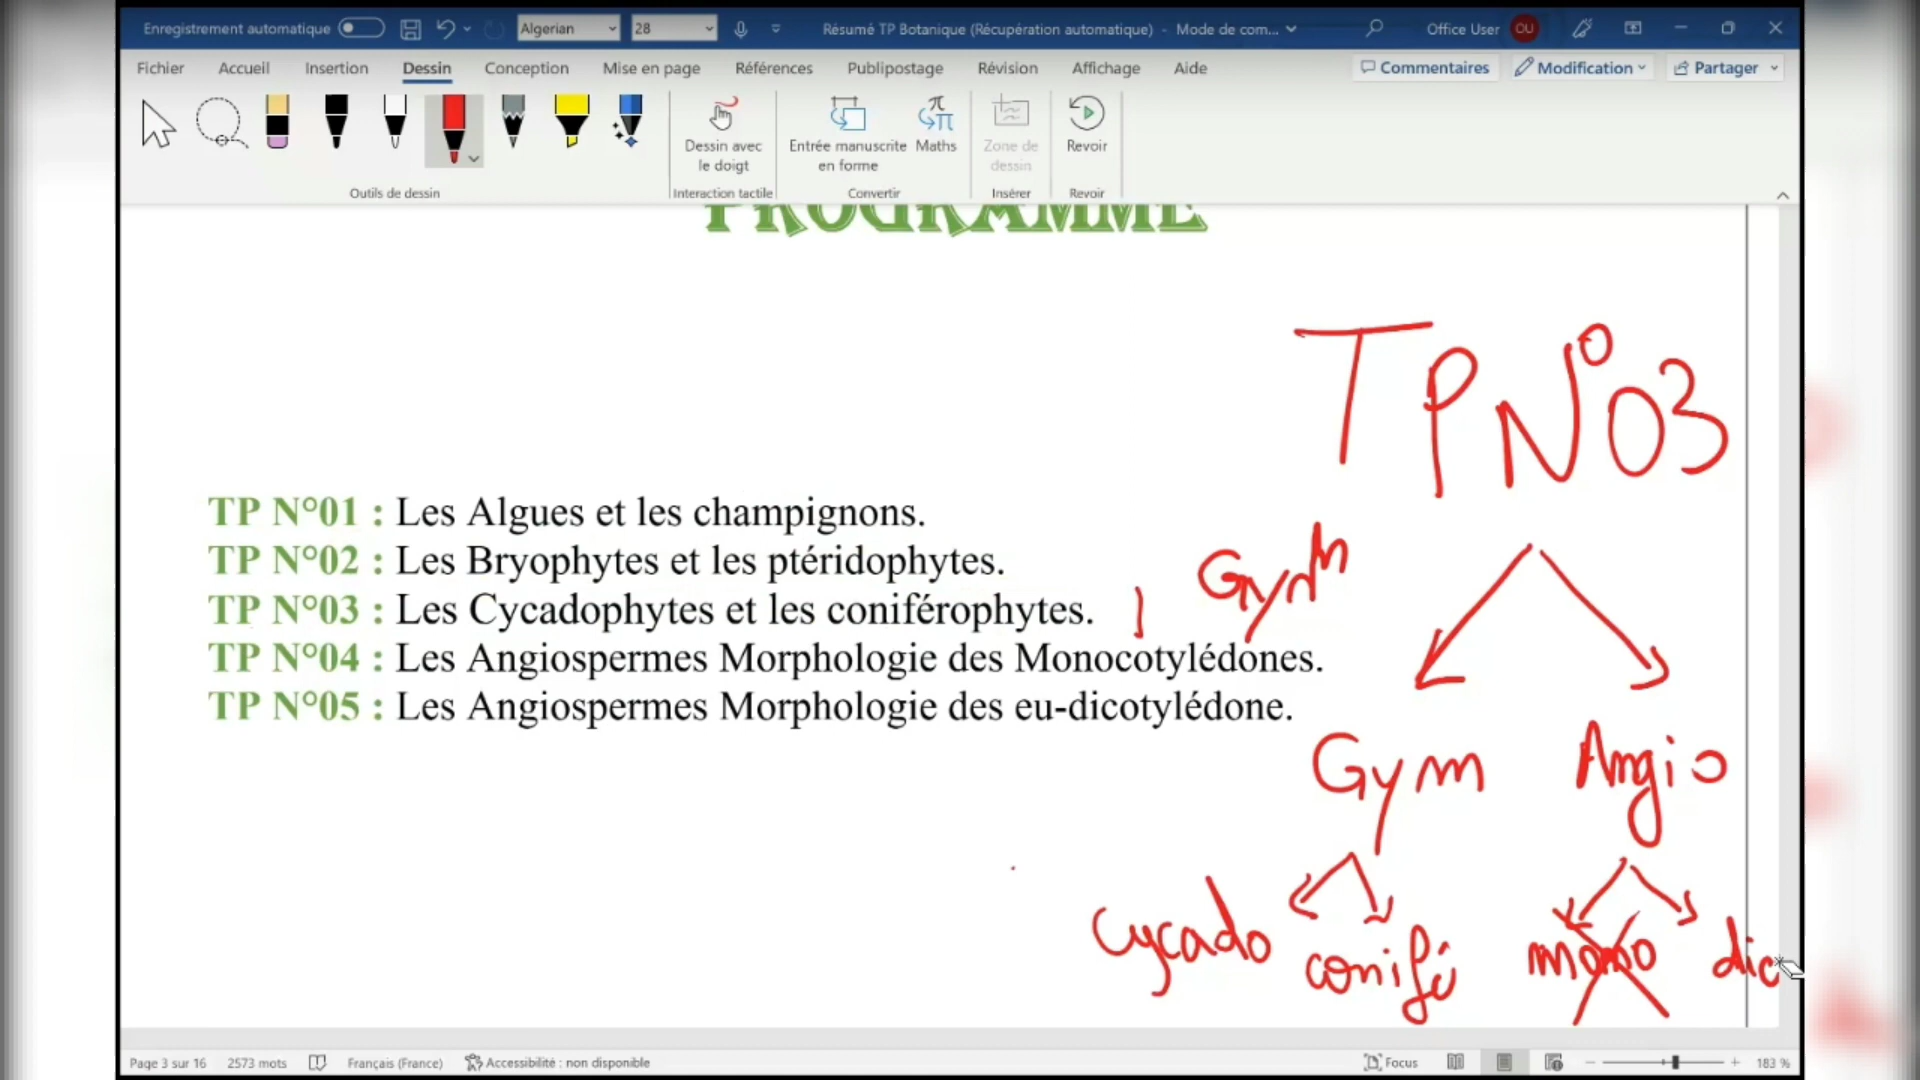 Enregistrement automatique
Algerian
28
Résumé TP Botanique (Récupération automatique) - Mode de com...
Office User
OU
Fichier Accueil Insertion Dessin Conception Mise en page Références Publipostage Révision Affichage Aide
Commentaires
Modification
Partager
Dessin avec le doigt
Entrée manuscrite en forme
Maths
Zone de dessin
Revoir
Outils de dessin
Interaction tactile
Convertir
Insérer
Revoir
PROGRAMME
TP N°03
TP N°01 : Les Algues et les champignons.
TP N°02 : Les Bryophytes et les ptéridophytes.
Gym
TP N°03 : Les Cycadophytes et les coniférophytes.
TP N°04 : Les Angiospermes Morphologie des Monocotylédones.
TP N°05 : Les Angiospermes Morphologie des eu-dicotylédone.
Gym Angio
Cycado conifé mono dic
Page 3 sur 16
2573 mots
Français (France)
Accessibilité : non disponible
Focus
183 %